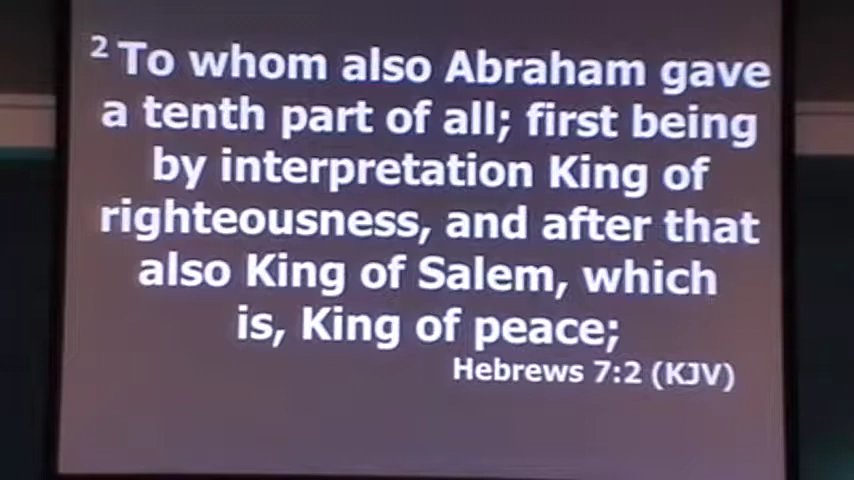 2 To whom also Abraham gave
a tenth part of all; first being
by interpretation King of
righteousness, and after that
also King of Salem, which
is, King of peace;
Hebrews 7:2 (KJV)